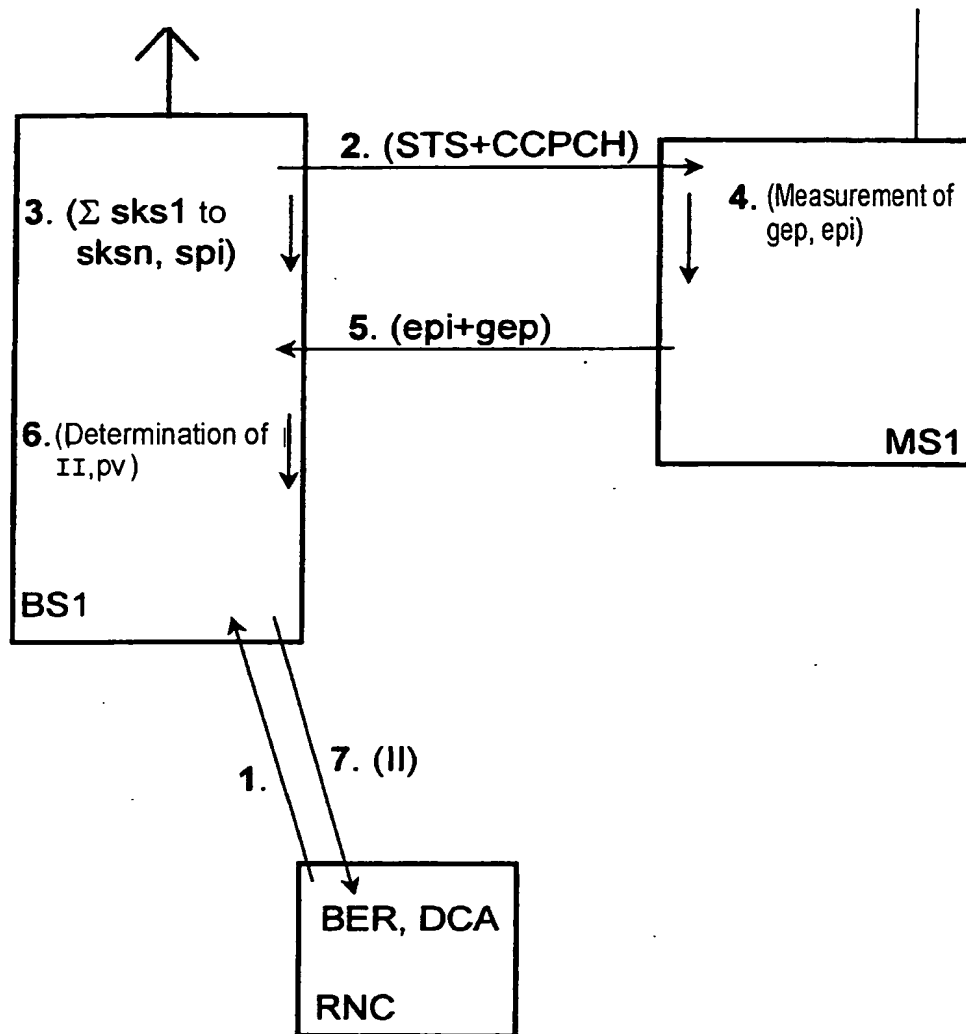 2. (STS+CCPCH)
3. (Σ sks1 to
sksn, spi)
4. (Measurement of
gep, epi)
5. (epi+gep)
6. (Determination of
II,pv)
MS1
BS1
1.
7. (II)
BER, DCA
RNC